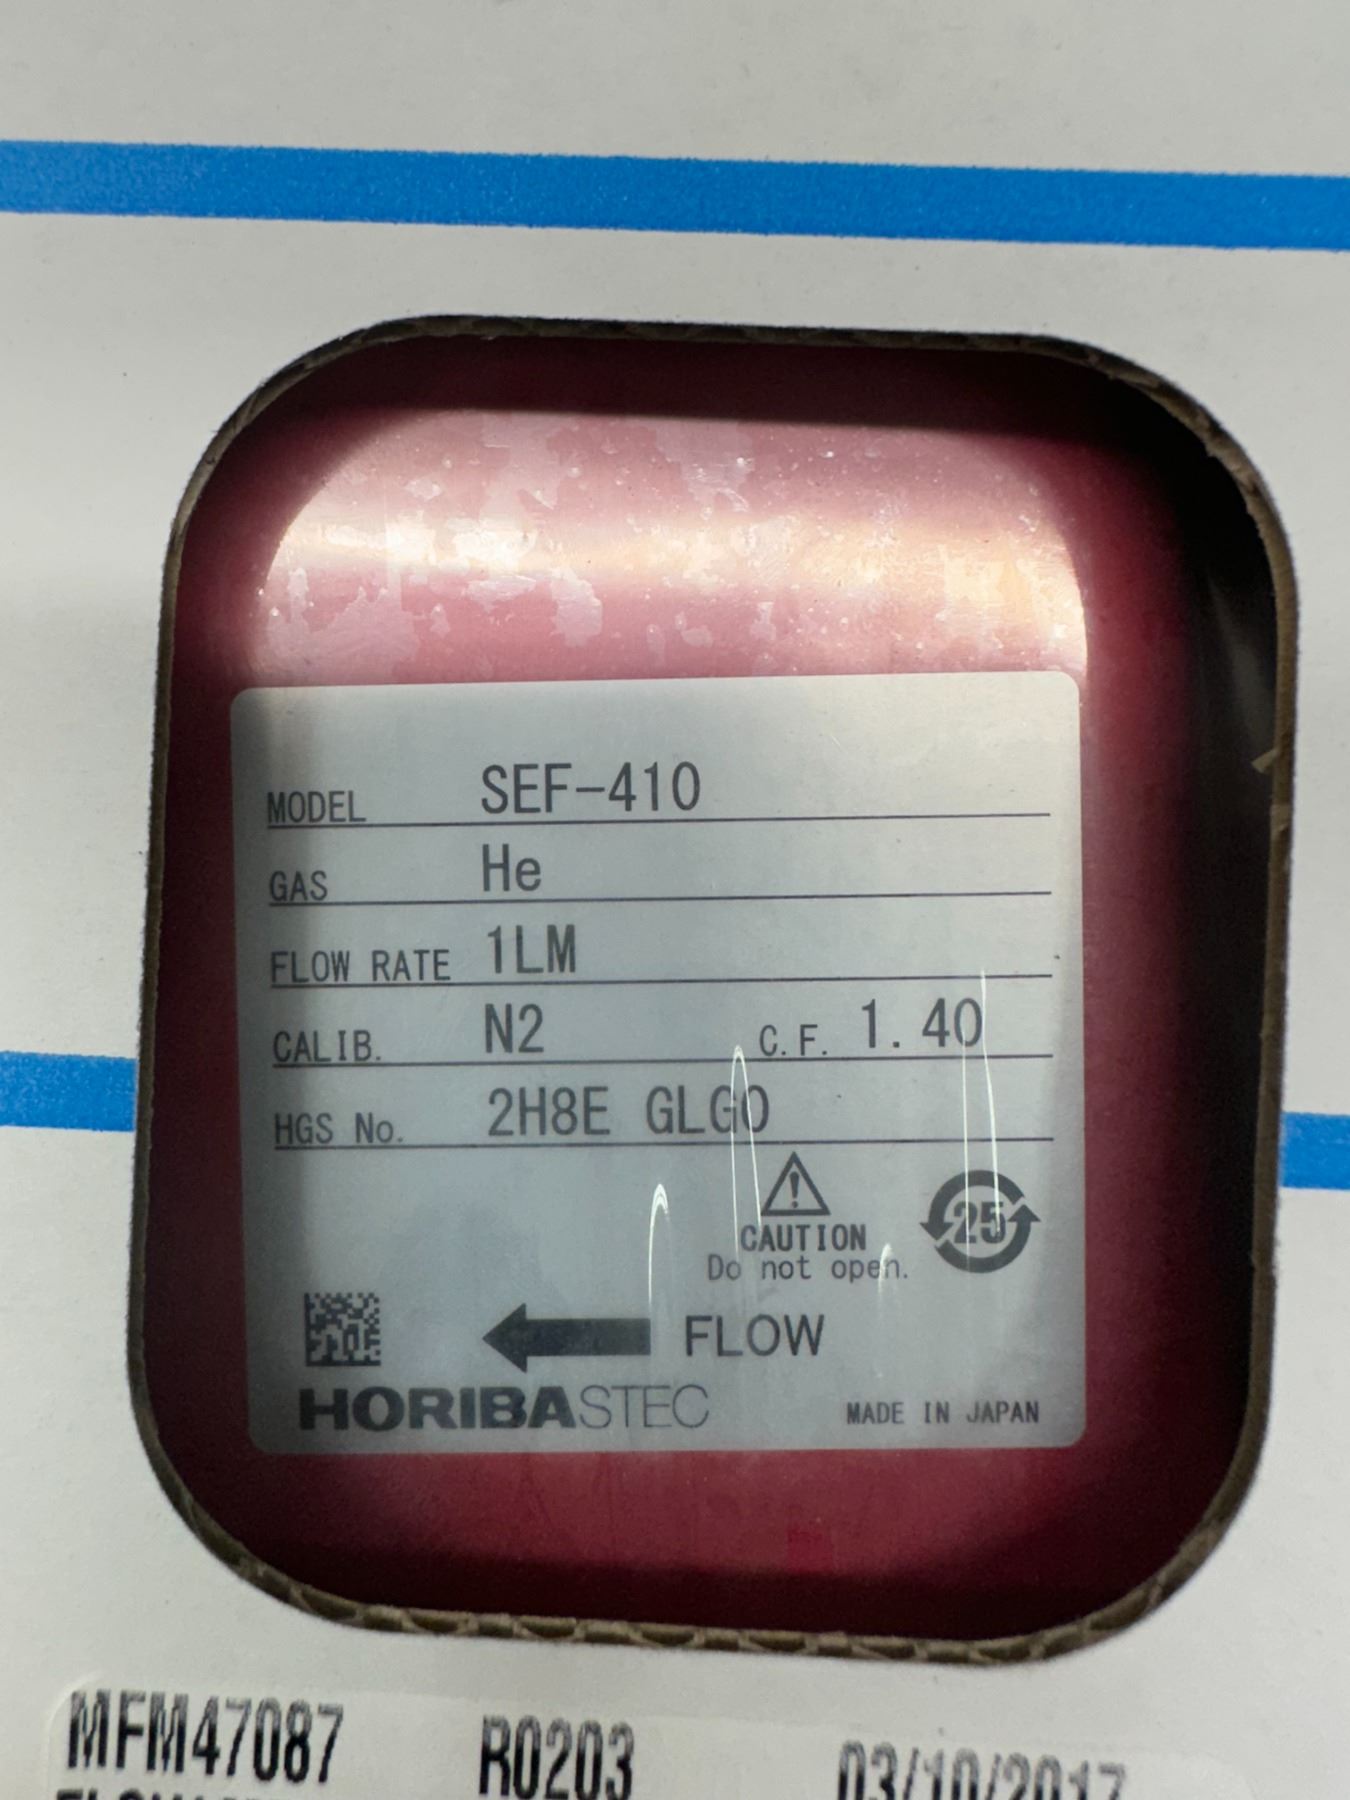 MODEL SEF-410
GAS He
FLOW RATE 1LM
CALIB. N2 C.F. 1.40
HGS No. 2H8E GLGO
CAUTION
Do not open.
25
FLOW
HORIBASTEC
MADE IN JAPAN
MFM47087 R0203 03/10/2017